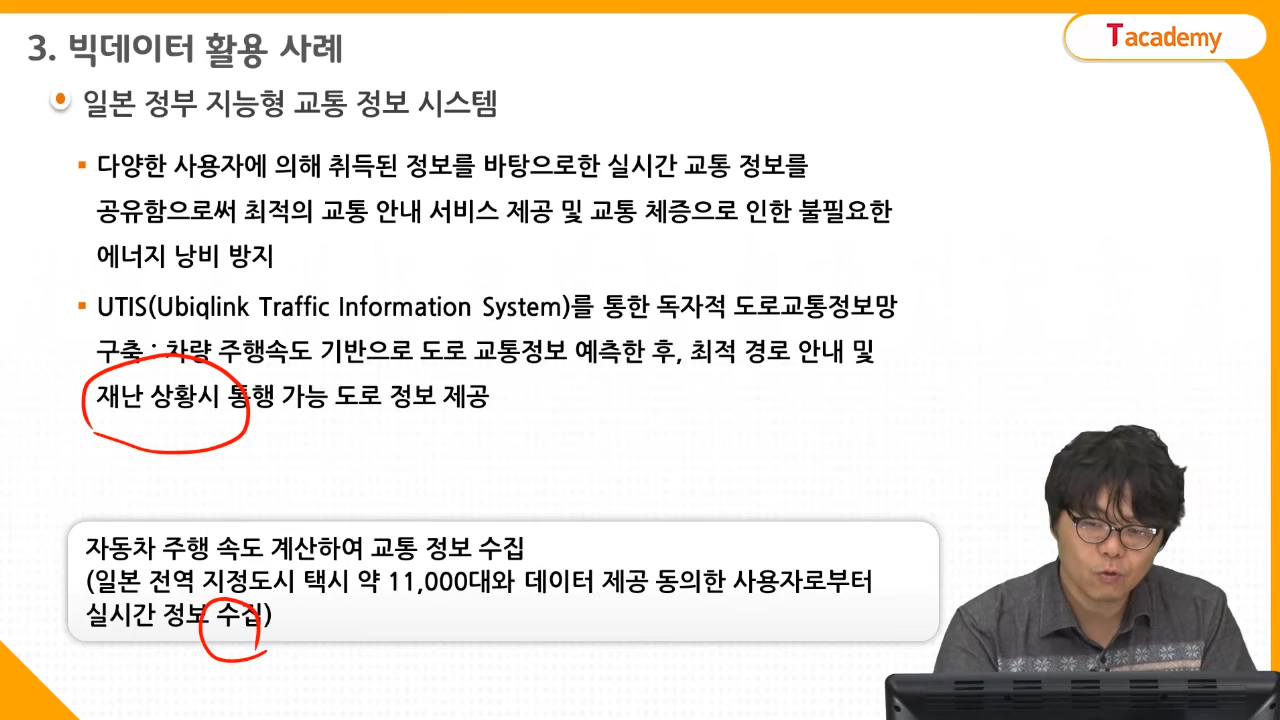 3. 빅데이터 활용 사례
Tacademy
일본 정부 지능형 교통 정보 시스템
다양한 사용자에 의해 취득된 정보를 바탕으로한 실시간 교통 정보를
공유함으로써 최적의 교통 안내 서비스 제공 및 교통 체증으로 인한 불필요한
에너지 낭비 방지
UTIS(Ubiqlink Traffic Information System)를 통한 독자적 도로교통정보망
구축 : 차량 주행속도 기반으로 도로 교통정보 예측한 후, 최적 경로 안내 및
재난 상황시 통행 가능 도로 정보 제공
자동차 주행 속도 계산하여 교통 정보 수집
(일본 전역 지정도시 택시 약 11,000대와 데이터 제공 동의한 사용자로부터
실시간 정보 수집)